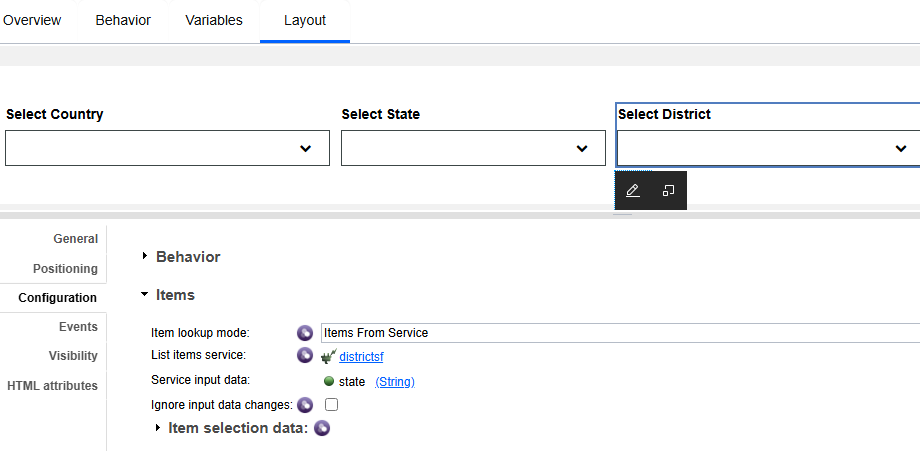 Overview Behavior Variables Layout
Select Country Select State Select District
General
Positioning
Configuration
Events
Visibility
HTML attributes
Behavior
Items
Item lookup mode: Items From Service
List items service: districtsf
Service input data: state (String)
Ignore input data changes:
Item selection data: